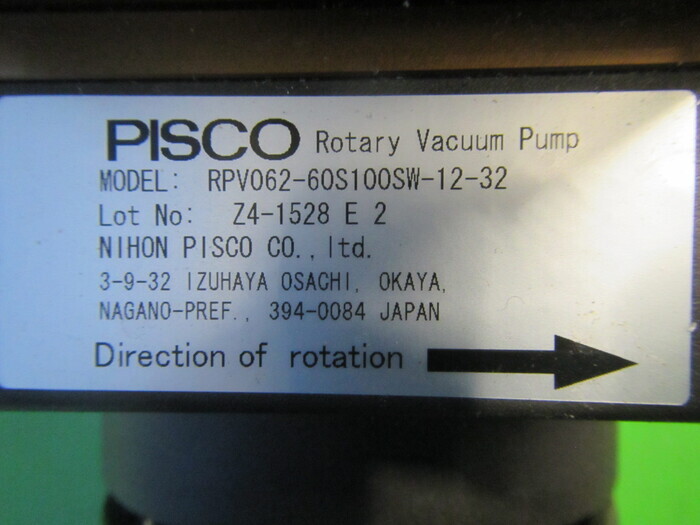 PISCO Rotary Vacuum Pump
MODEL: RPV062-60S100SW-12-32
Lot No: Z4-1528 E 2
NIHON PISCO CO., ltd.
3-9-32 IZUHAYA OSACHI, OKAYA,
NAGANO-PREF., 394-0084 JAPAN
Direction of rotation